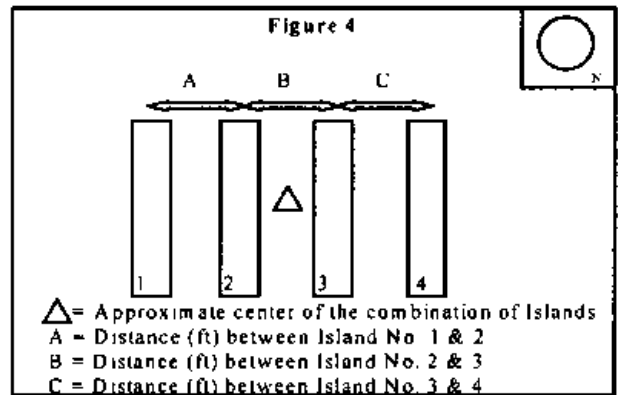 Figure 4
N
A B C
1 2 3 4
△= Approximate center of the combination of Islands
A = Distance (ft) between Island No 1 & 2
B = Distance (ft) between Island No. 2 & 3
C = Distance (ft) between Island No. 3 & 4